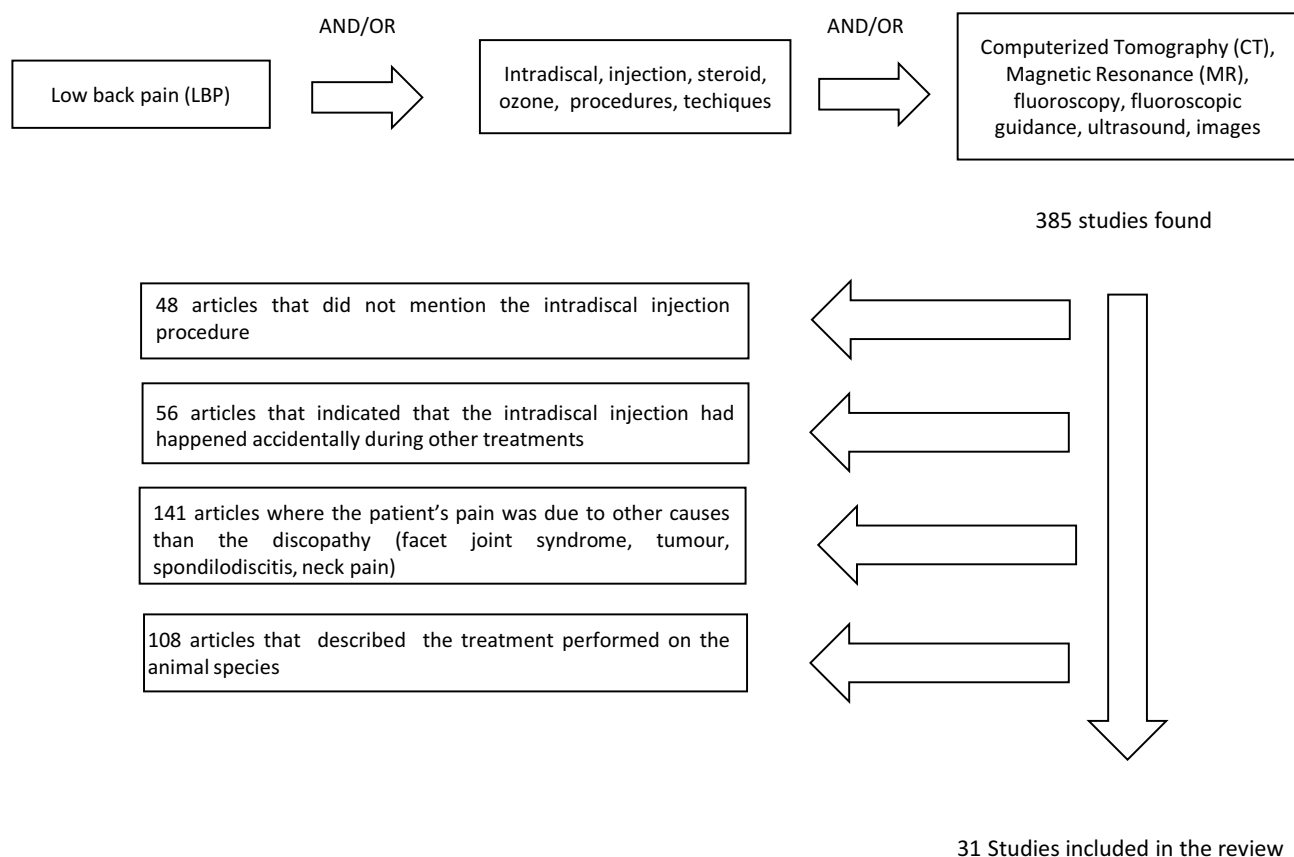 AND/OR
AND/OR
Low back pain (LBP)
Intradiscal, injection, steroid,
ozone, procedures, techiques
Computerized Tomography (CT),
Magnetic Resonance (MR),
fluoroscopy, fluoroscopic
guidance, ultrasound, images
385 studies found
48 articles that did not mention the intradiscal injection
procedure
56 articles that indicated that the intradiscal injection had
happened accidentally during other treatments
141 articles where the patient’s pain was due to other causes
than the discopathy (facet joint syndrome, tumour,
spondilodiscitis, neck pain)
108 articles that described the treatment performed on the
animal species
31 Studies included in the review